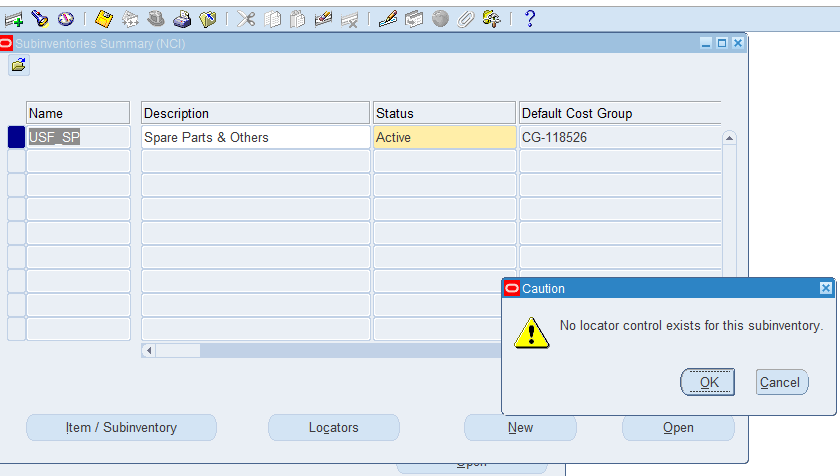 Subinventories Summary (NCI)
Name Description Status Default Cost Group
USF_SP Spare Parts & Others Active CG-118526
Caution
No locator control exists for this subinventory.
OK Cancel
Item / Subinventory Locators New Open
Open